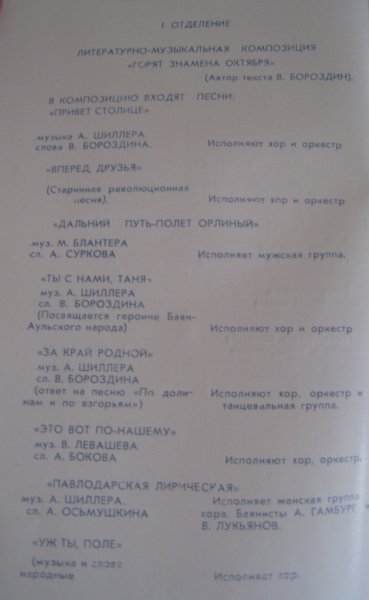 I ОТДЕЛЕНИЕ
ЛИТЕРАТУРНО-МУЗЫКАЛЬНАЯ КОМПОЗИЦИЯ
«ГОРЯТ ЗНАМЕНА ОКТЯБРЯ»
(Автор текста В. БОРОЗДИН).
В КОМПОЗИЦИЮ ВХОДЯТ ПЕСНИ:
«ПРИВЕТ СТОЛИЦЕ»
музыка А. ШИЛЛЕРА
слова В. БОРОЗДИНА. Исполняют хор и оркестр
«ВПЕРЕД, ДРУЗЬЯ»
(Старинная революционная
песня). Исполняют хор и оркестр
«ДАЛЬНИЙ ПУТЬ-ПОЛЕТ ОРЛИНЫЙ»
муз. М. БЛАНТЕРА
сл. А. СУРКОВА Исполняет мужская группа.
«ТЫ С НАМИ, ТАНЯ»
муз. А. ШИЛЛЕРА
сл. В. БОРОЗДИНА
(Посвящается героине Баян-
Аульского народа) Исполняют хор и оркестр
«ЗА КРАЙ РОДНОЙ»
муз. А. ШИЛЛЕРА
сл. В. БОРОЗДИНА
(ответ на песню «По доли- Исполняют хор, оркестр и
нам и по взгорьям») танцевальная группа.
«ЭТО ВОТ ПО-НАШЕМУ»
муз. В. ЛЕВАШЕВА
сл. А. БОКОВА Исполняют хор, оркестр.
«ПАВЛОДАРСКАЯ ЛИРИЧЕСКАЯ»
муз. А. ШИЛЛЕРА. Исполняет женская группа
сл. А. ОСЬМУШКИНА хора. Баянисты А. ГАМБУРГ и
В. ЛУКЬЯНОВ.
«УЖ ТЫ, ПОЛЕ»
(музыка и слова
народные Исполняет хор.